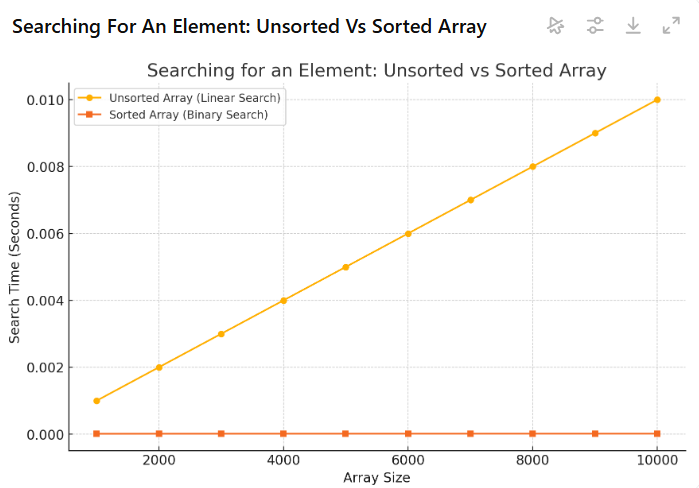 Searching For An Element: Unsorted Vs Sorted Array
Searching for an Element: Unsorted vs Sorted Array
Unsorted Array (Linear Search)
Sorted Array (Binary Search)
Search Time (Seconds)
0.010
0.008
0.006
0.004
0.002
0.000
2000 4000 6000 8000 10000
Array Size